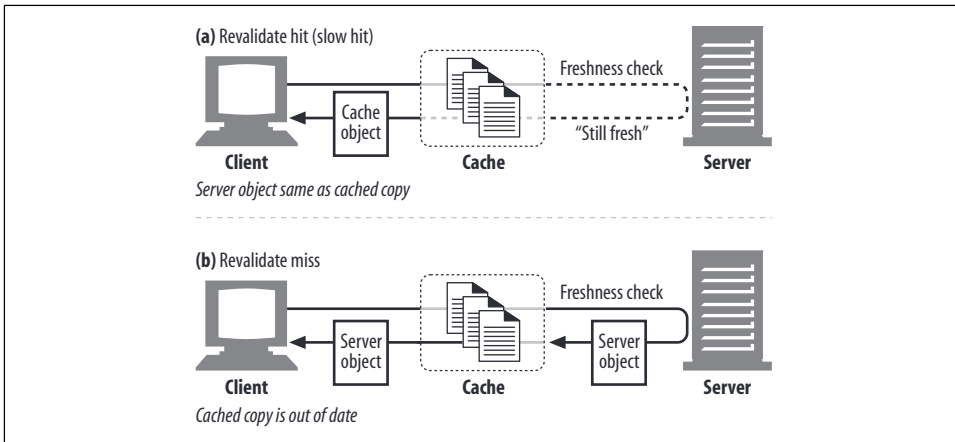 (a) Revalidate hit (slow hit)
Freshness check
Cache
object
“Still fresh”
Client
Cache
Server
Server object same as cached copy
(b) Revalidate miss
Freshness check
Server
object
Server
object
Client
Cache
Server
Cached copy is out of date